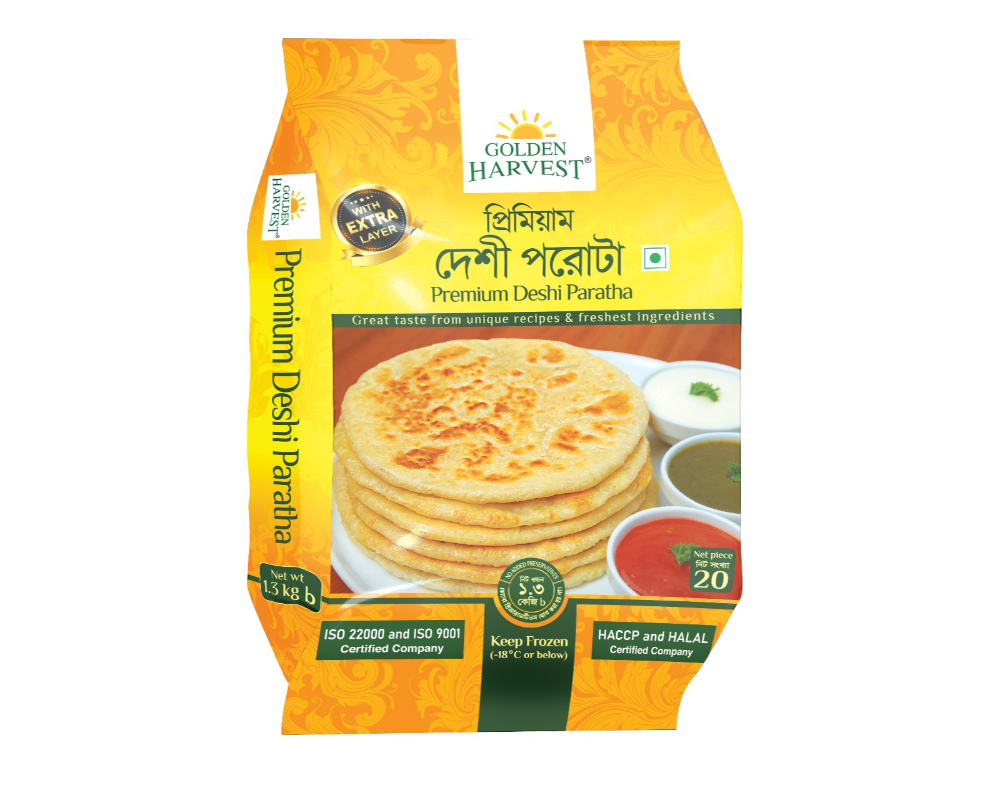 GOLDEN
HARVEST®
GOLDEN
HARVEST®
WITH
EXTRA
LAYER
প্রিমিয়াম
দেশী পরোটা
Premium Deshi Paratha
Great taste from unique recipes & freshest ingredients
Premium Deshi Paratha
Net piece
নিট সংখ্যা
20
Net wt
1.3 kg ৳
NO ADDED PRESERVATIVES
নিট ওজন
১.৩
কেজি ৳
ISO 22000 and ISO 9001
Certified Company
Keep Frozen
(-18°C or below)
HACCP and HALAL
Certified Company